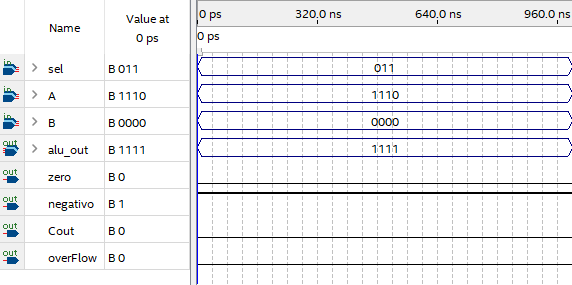 Name Value at 0 ps 0 ps 320.0 ns 640.0 ns 960.0 ns
0 ps
in sel B 011 011
in A B 1110 1110
in B B 0000 0000
out alu_out B 1111 1111
out zero B 0
out negativo B 1
out Cout B 0
out overFlow B 0